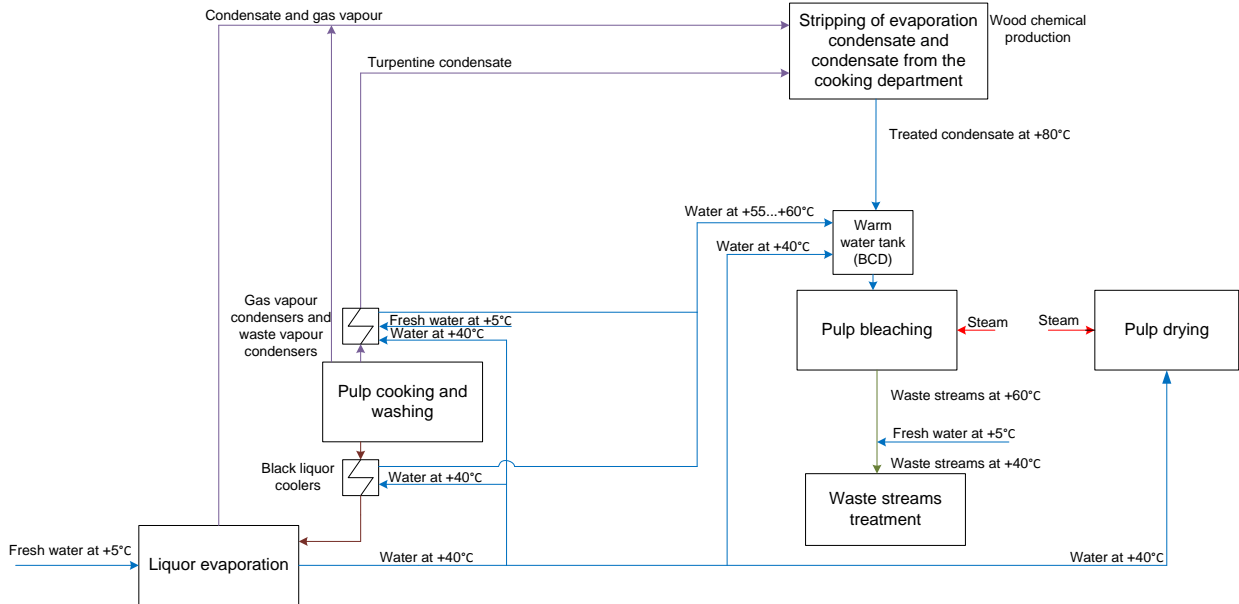 Condensate and gas vapour
Stripping of evaporation
condensate and
condensate from the
cooking department
Wood chemical
production
Turpentine condensate
Treated condensate at +80℃
Water at +55...+60℃
Warm
water tank
(BCD)
Water at +40℃
Gas vapour
condensers and
waste vapour
condensers
Fresh water at +5℃
Water at +40℃
Pulp bleaching
Steam
Steam
Pulp drying
Pulp cooking and
washing
Waste streams at +60℃
Fresh water at +5℃
Black liquor
coolers
Water at +40℃
Waste streams at +40℃
Waste streams
treatment
Fresh water at +5℃
Liquor evaporation
Water at +40℃
Water at +40℃